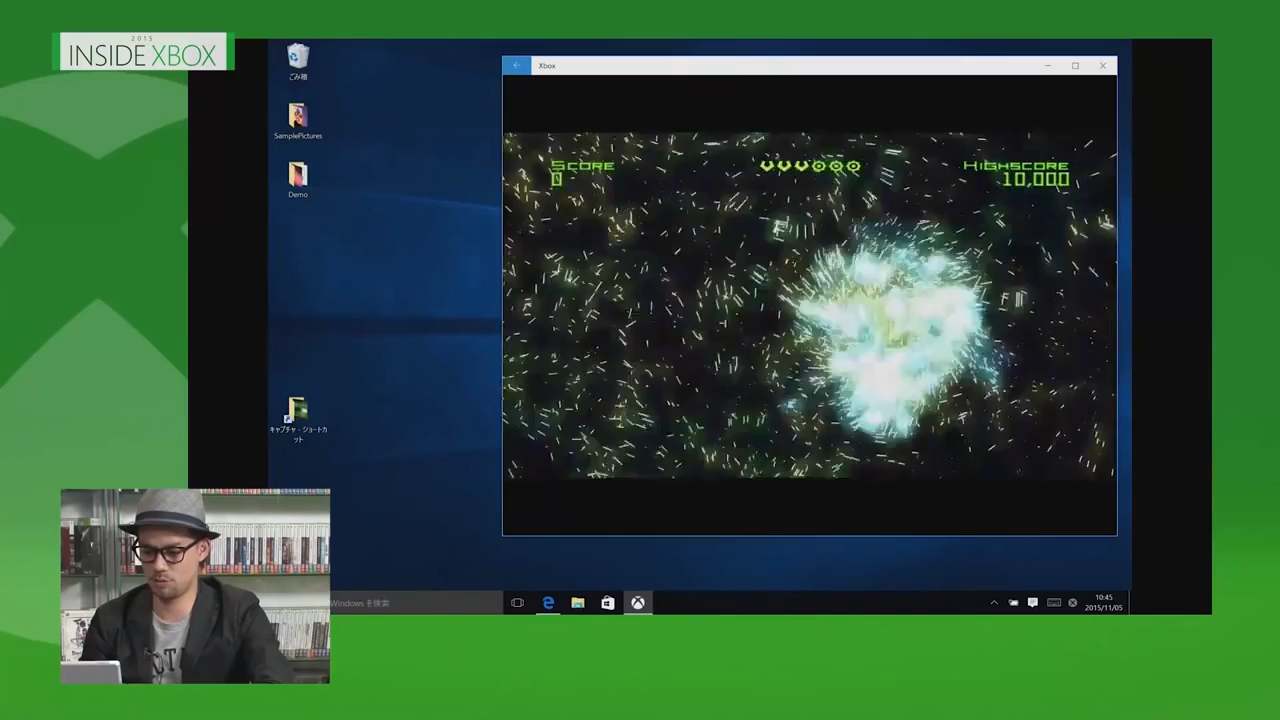 2015
INSIDE XBOX
ごみ箱
SamplePictures
Demo
キャプチャ - ショートカ
ット
Xbox
SCORE
0
HIGHSCORE
10,000
Windows を検索
10:45
2015/11/05